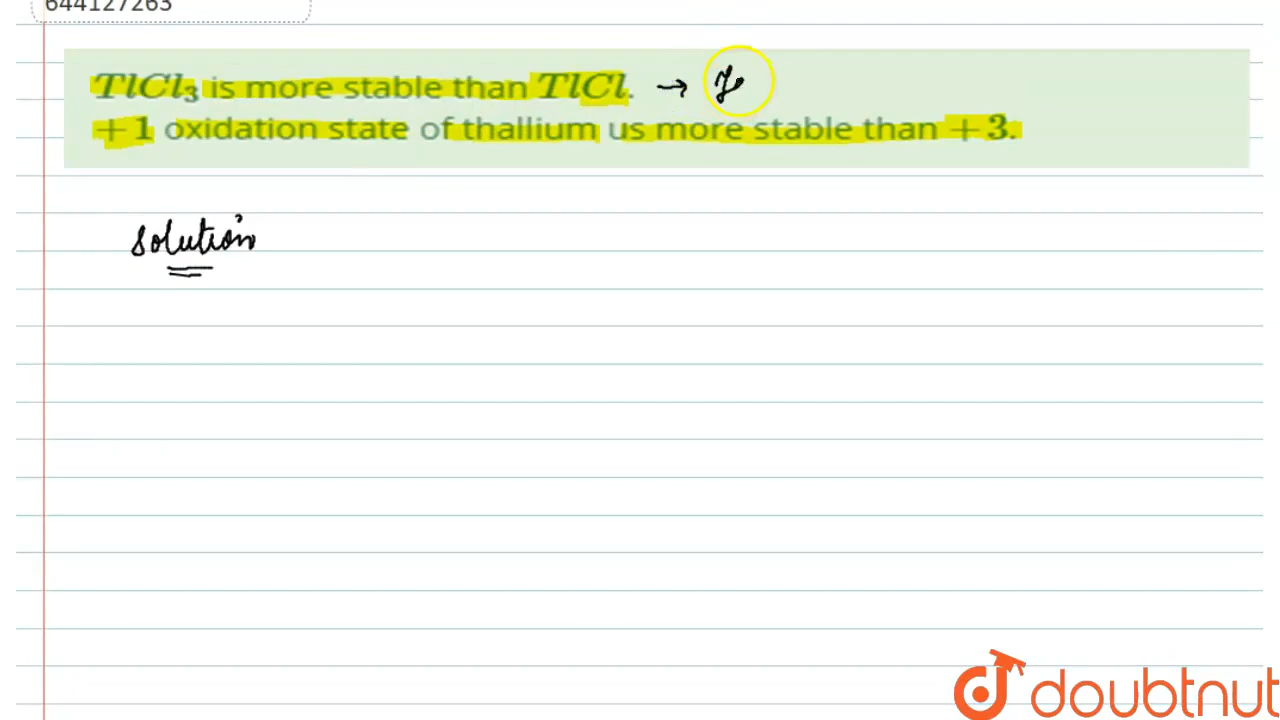 644127263
TlCl₃ is more stable than TlCl. →
+1 oxidation state of thallium us more stable than +3.
Solution
doubtnut